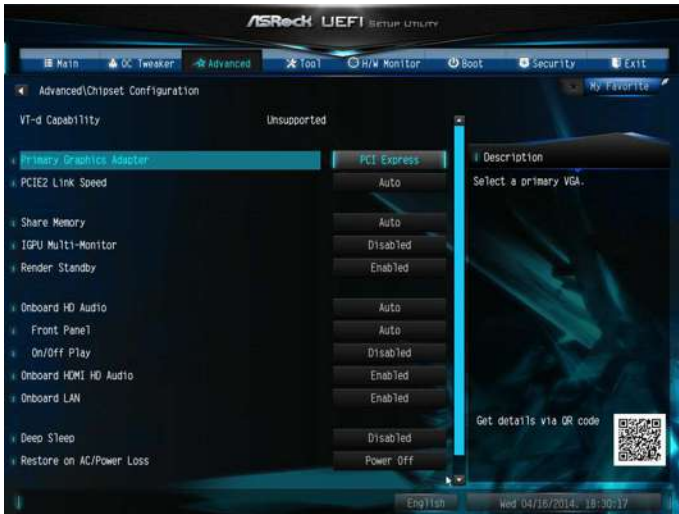 ASRock UEFI SETUP UTILITY
Main OC Tweaker Advanced Tool H/W Monitor Boot Security Exit
Advanced\Chipset Configuration My Favorite
VT-d Capability Unsupported
Primary Graphics Adapter PCI Express
PCIE2 Link Speed Auto
Share Memory Auto
IGPU Multi-Monitor Disabled
Render Standby Enabled
Onboard HD Audio Auto
Front Panel Auto
On/Off Play Disabled
Onboard HDMI HD Audio Enabled
Onboard LAN Enabled
Deep Sleep Disabled
Restore on AC/Power Loss Power Off
Description
Select a primary VGA.
Get details via QR code
English Wed 04/16/2014. 18:30:17